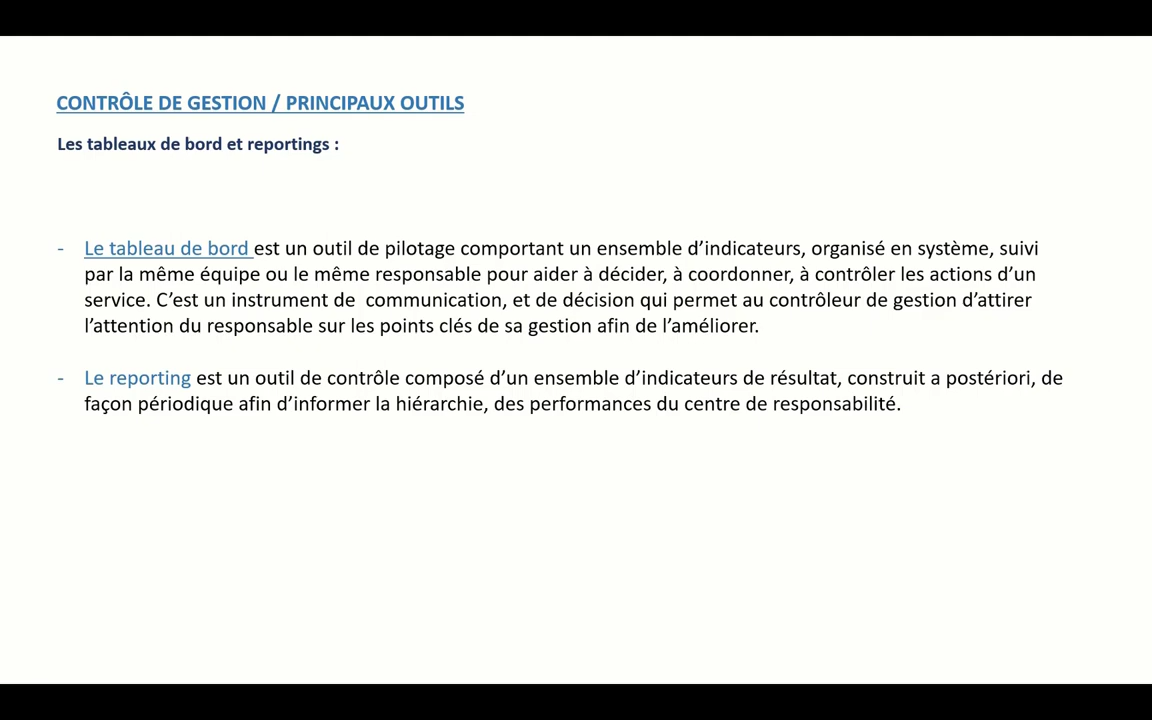 CONTRÔLE DE GESTION / PRINCIPAUX OUTILS
Les tableaux de bord et reportings :
- Le tableau de bord est un outil de pilotage comportant un ensemble d’indicateurs, organisé en système, suivi
par la même équipe ou le même responsable pour aider à décider, à coordonner, à contrôler les actions d’un
service. C’est un instrument de  communication, et de décision qui permet au contrôleur de gestion d’attirer
l’attention du responsable sur les points clés de sa gestion afin de l’améliorer.
- Le reporting est un outil de contrôle composé d’un ensemble d’indicateurs de résultat, construit a postériori, de
façon périodique afin d’informer la hiérarchie, des performances du centre de responsabilité.